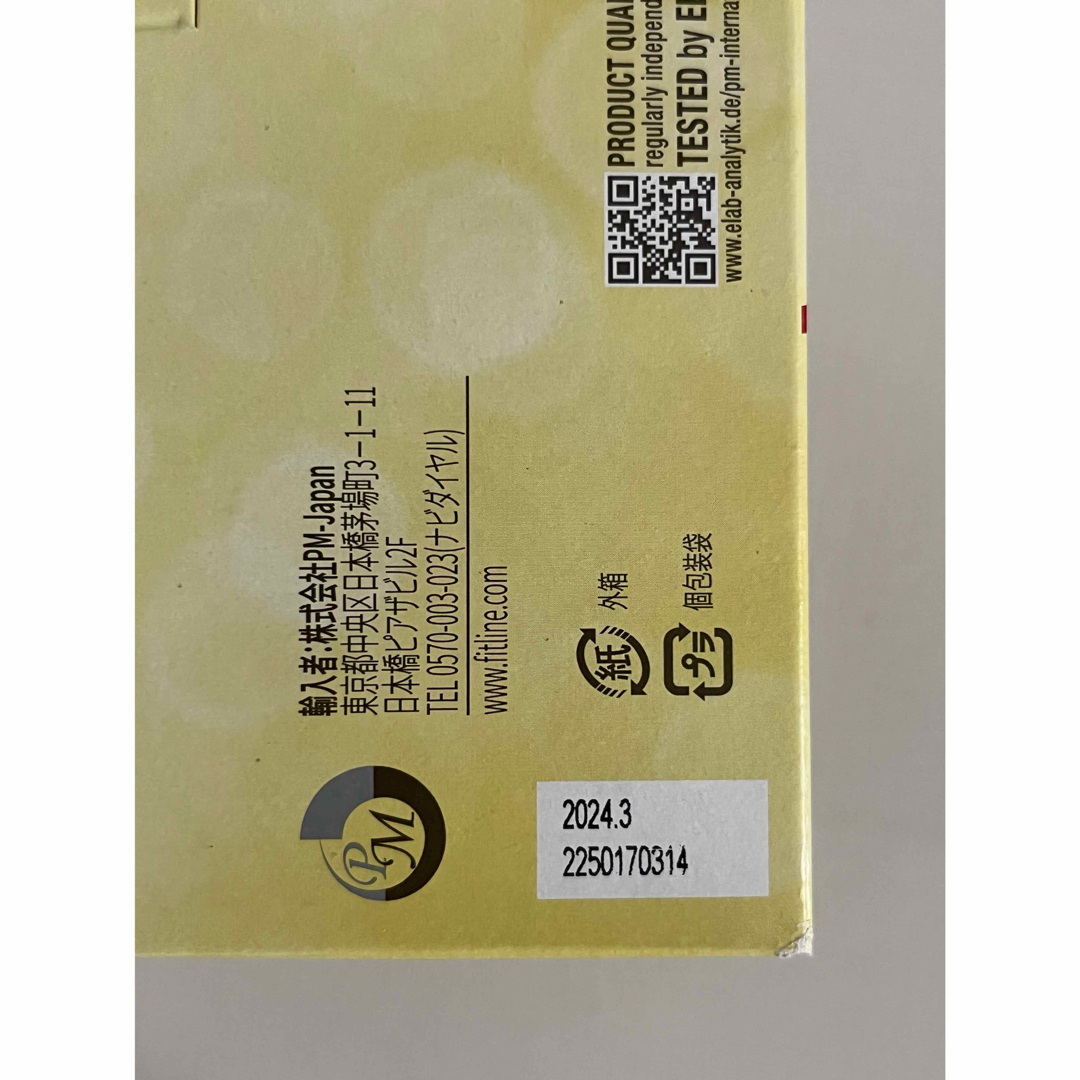 PRODUCT QUAL
regularly independ
TESTED by
www.elab-analytik.de/pm-interna
輸入者:株式会社PM-Japan
東京都中央区日本橋茅場町3-1-11
日本橋ピアザビル2F
TEL 0570-003-023(ナビダイヤル)
www.fitline.com
紙 外箱
プラ 個包装袋
PM
2024.3
2250170314